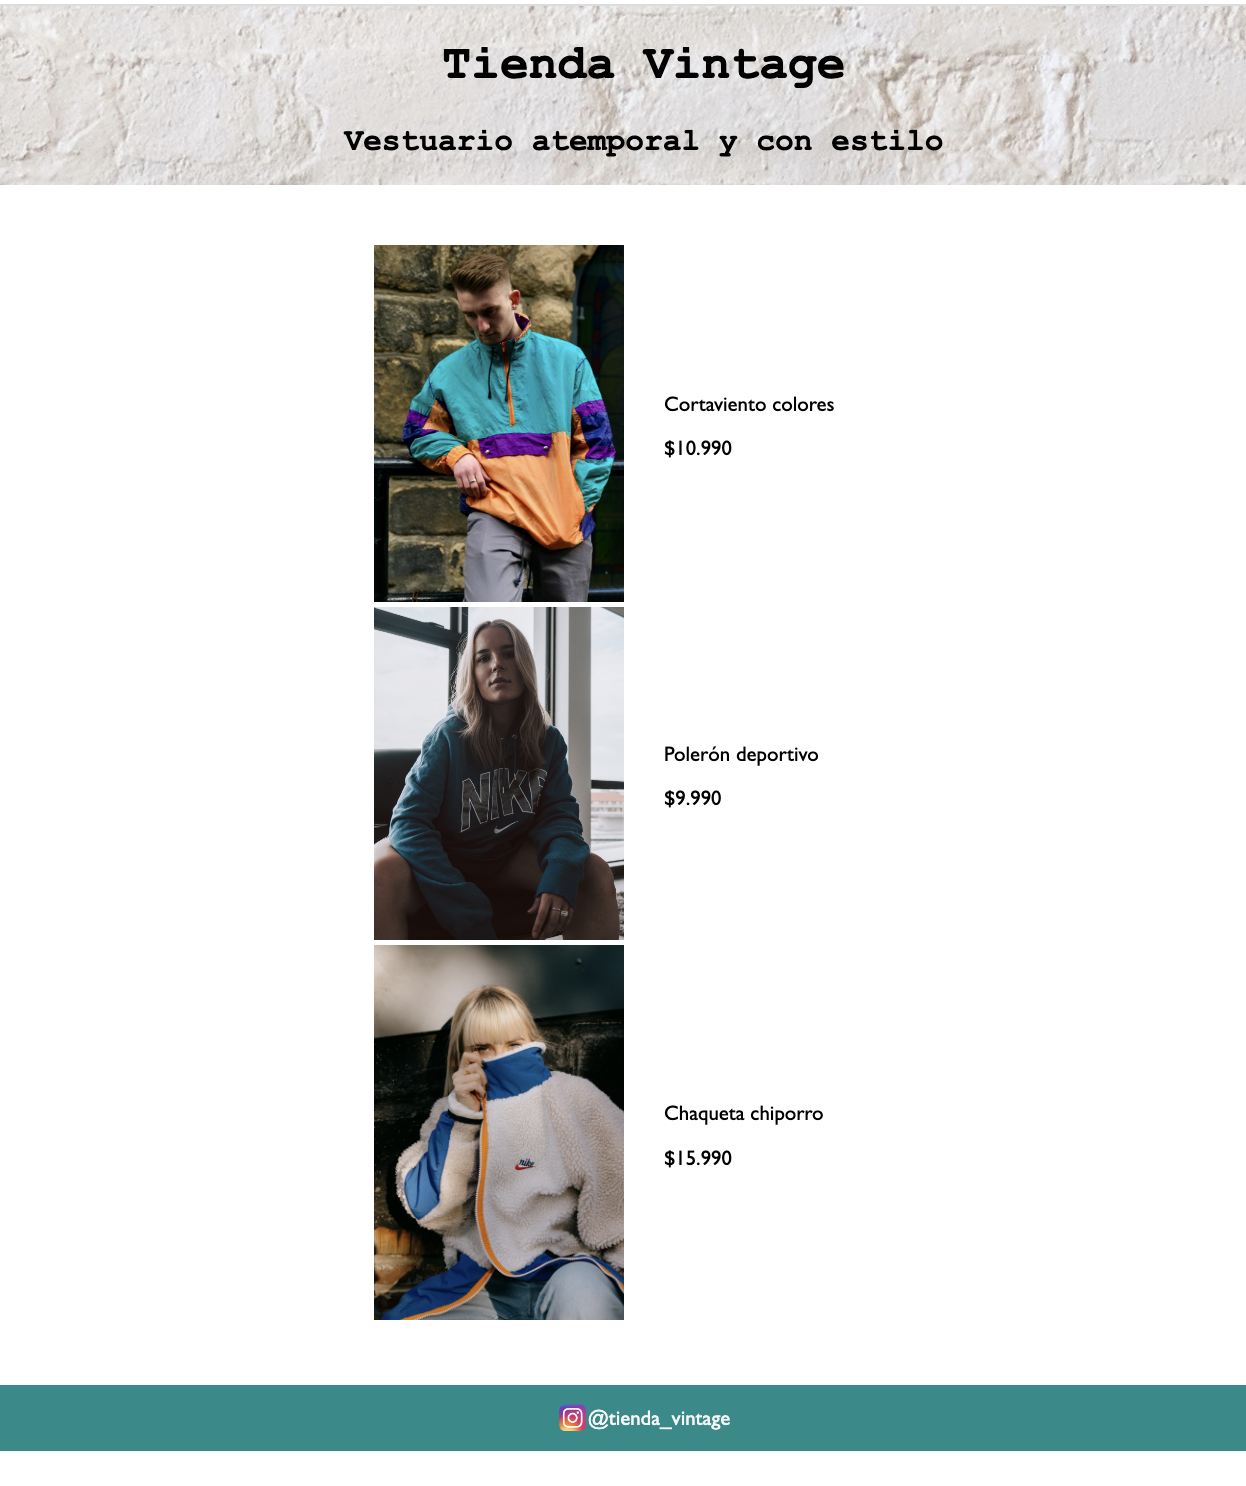 Tienda Vintage
Vestuario atemporal y con estilo
Cortaviento colores
$10.990
NIKE
Polerón deportivo
$9.990
nike
Chaqueta chiporro
$15.990
@tienda_vintage